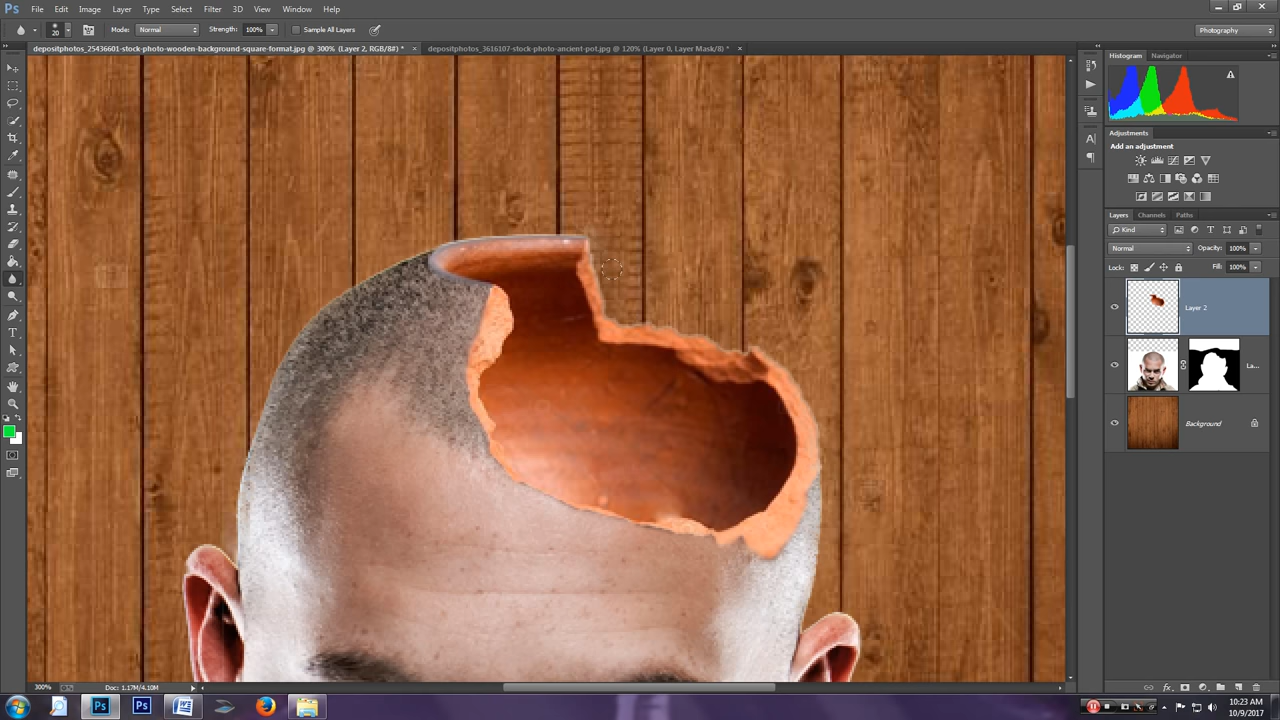 Ps File Edit Image Layer Type Select Filter 3D View Window Help
20 Mode: Normal Strength: 100% Sample All Layers Photography
depositphotos_25436601-stock-photo-wooden-background-square-format.jpg @ 300% (Layer 2, RGB/8#) * × depositphotos_3616107-stock-photo-ancient-pot.jpg @ 120% (Layer 0, Layer Mask/8) * ×
Histogram Navigator
Adjustments
Add an adjustment
Layers Channels Paths
Kind
Normal Opacity: 100%
Lock: Fill: 100%
Layer 2
La...
Background
300% Doc: 1.17M/4.10M
10:23 AM
10/9/2017